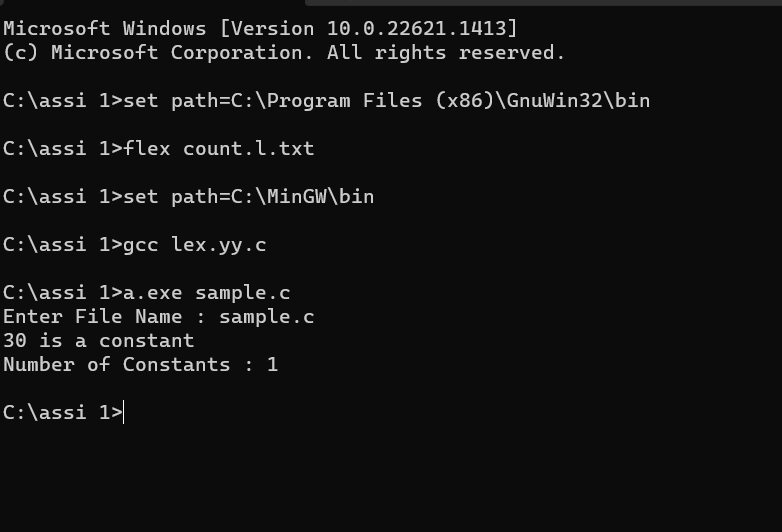 Microsoft Windows [Version 10.0.22621.1413]
(c) Microsoft Corporation. All rights reserved.
C:\assi 1>set path=C:\Program Files (x86)\GnuWin32\bin
C:\assi 1>flex count.l.txt
C:\assi 1>set path=C:\MinGW\bin
C:\assi 1>gcc lex.yy.c
C:\assi 1>a.exe sample.c
Enter File Name : sample.c
30 is a constant
Number of Constants : 1
C:\assi 1>